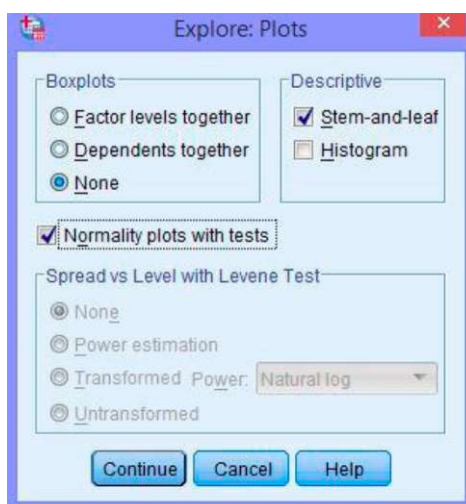 Explore: Plots
Boxplots
Factor levels together
Dependents together
None
Descriptive
Stem-and-leaf
Histogram
Normality plots with tests
Spread vs Level with Levene Test
None
Power estimation
Transformed Power: Natural log
Untransformed
Continue Cancel Help